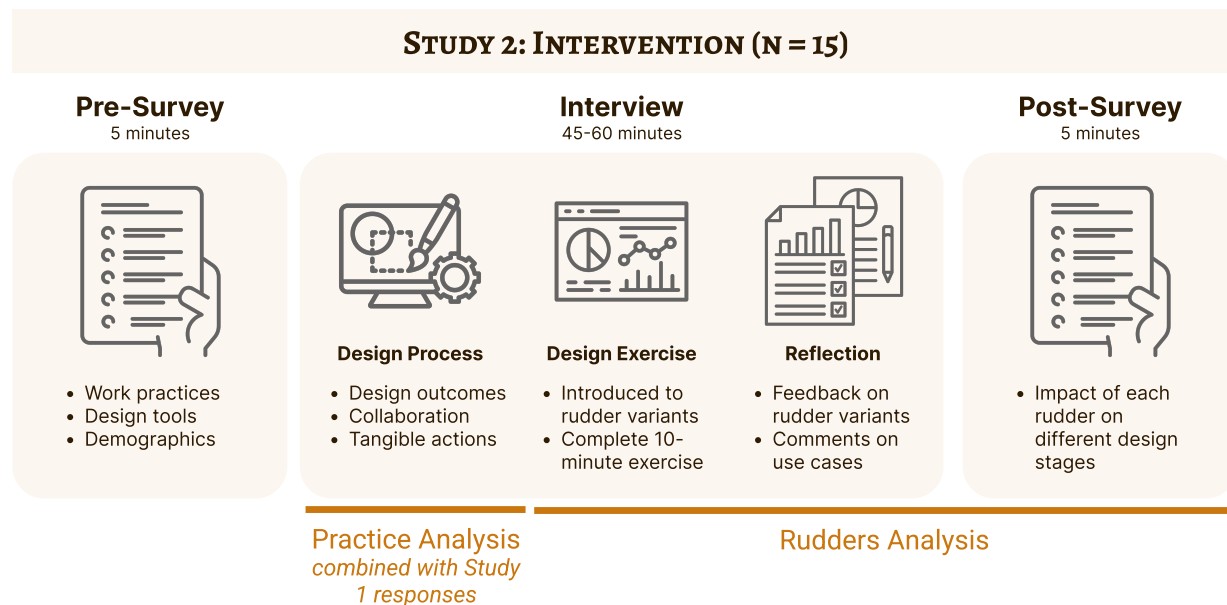 STUDY 2: INTERVENTION (N = 15)
Pre-Survey
5 minutes
• Work practices
• Design tools
• Demographics
Interview
45-60 minutes
Design Process
• Design outcomes
• Collaboration
• Tangible actions
Design Exercise
• Introduced to
rudder variants
• Complete 10-
minute exercise
Reflection
• Feedback on
rudder variants
• Comments on
use cases
Post-Survey
5 minutes
• Impact of each
rudder on
different design
stages
Practice Analysis
combined with Study
1 responses
Rudders Analysis